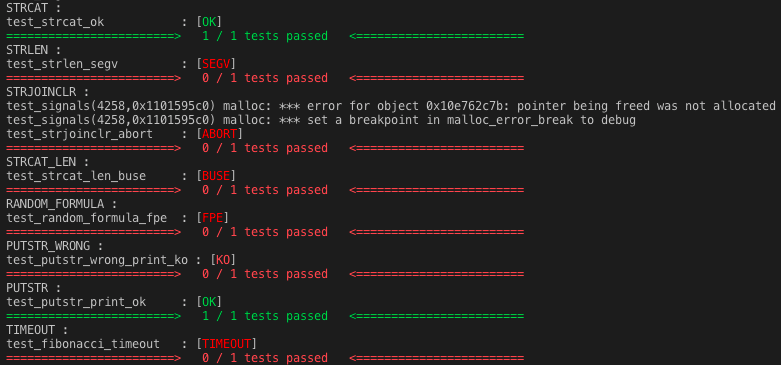 STRCAT :
test_strcat_ok           : [OK]
========================>   1 / 1 tests passed   <========================
STRLEN :
test_strlen_segv         : [SEGV]
========================>   0 / 1 tests passed   <========================
STRJOINCLR :
test_signals(4258,0x1101595c0) malloc: *** error for object 0x10e762c7b: pointer being freed was not allocated
test_signals(4258,0x1101595c0) malloc: *** set a breakpoint in malloc_error_break to debug
test_strjoinclr_abort    : [ABORT]
========================>   0 / 1 tests passed   <========================
STRCAT_LEN :
test_strcat_len_buse     : [BUSE]
========================>   0 / 1 tests passed   <========================
RANDOM_FORMULA :
test_random_formula_fpe  : [FPE]
========================>   0 / 1 tests passed   <========================
PUTSTR_WRONG :
test_putstr_wrong_print_ko : [KO]
========================>   0 / 1 tests passed   <========================
PUTSTR :
test_putstr_print_ok     : [OK]
========================>   1 / 1 tests passed   <========================
TIMEOUT :
test_fibonacci_timeout   : [TIMEOUT]
========================>   0 / 1 tests passed   <========================